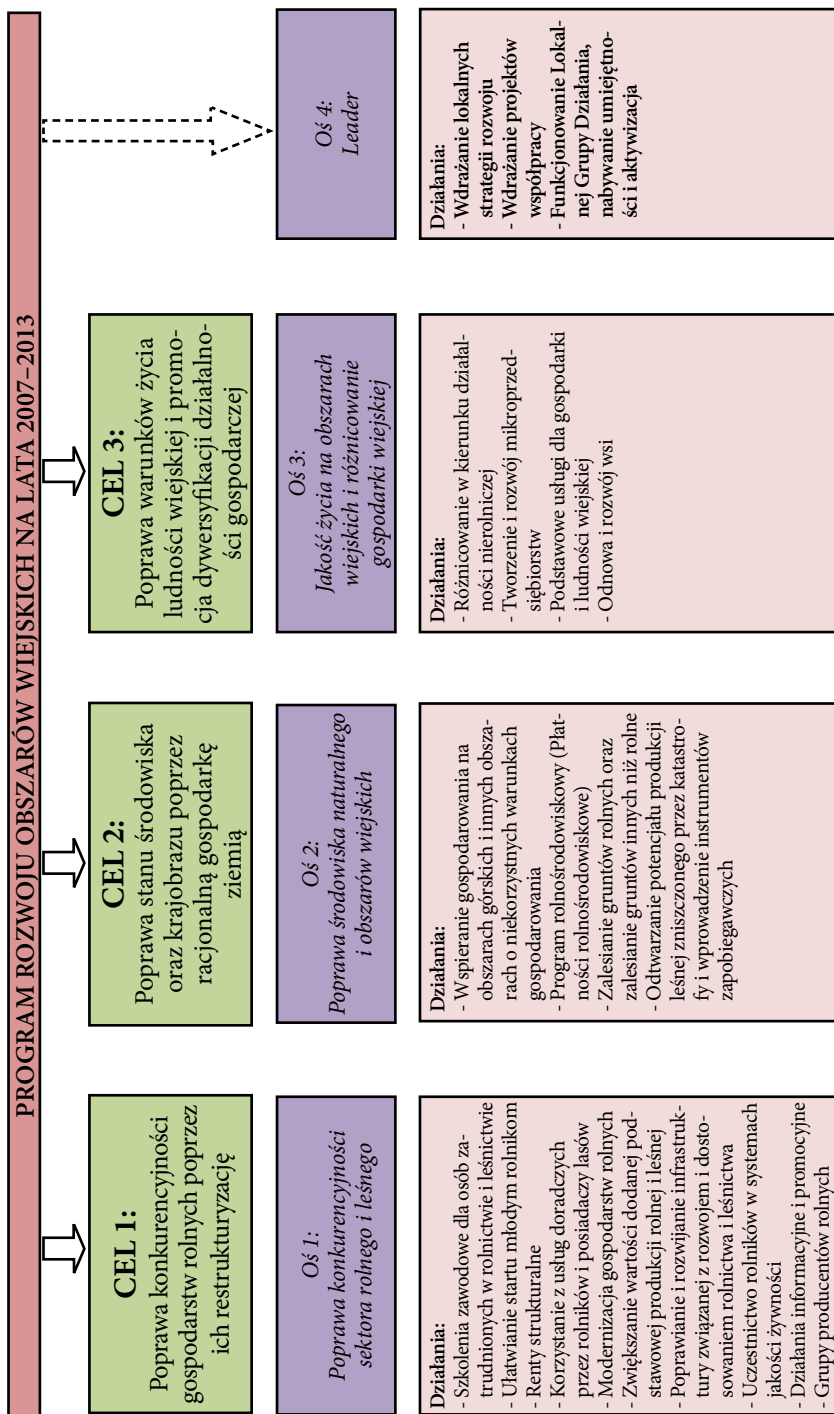 PROGRAM ROZWOJU OBSZARÓW WIEJSKICH NA LATA 2007–2013
CEL 1:
Poprawa konkurencyjności
gospodarstw rolnych poprzez
ich restrukturyzację
Oś 1:
Poprawa konkurencyjności
sektora rolnego i leśnego
Działania:
- Szkolenia zawodowe dla osób za-
trudnionych w rolnictwie i leśnictwie
- Ułatwianie startu młodym rolnikom
- Renty strukturalne
- Korzystanie z usług doradczych
przez rolników i posiadaczy lasów
- Modernizacja gospodarstw rolnych
- Zwiększanie wartości dodanej pod-
stawowej produkcji rolnej i leśnej
- Poprawianie i rozwijanie infrastruk-
tury związanej z rozwojem i dosto-
sowaniem rolnictwa i leśnictwa
- Uczestnictwo rolników w systemach
jakości żywności
- Działania informacyjne i promocyjne
- Grupy producentów rolnych
CEL 2:
Poprawa stanu środowiska
oraz krajobrazu poprzez
racjonalną gospodarkę
ziemią
Oś 2:
Poprawa środowiska naturalnego
i obszarów wiejskich
Działania:
- Wspieranie gospodarowania na
obszarach górskich i innych obsza-
rach o niekorzystnych warunkach
gospodarowania
- Program rolnośrodowiskowy (Płat-
ności rolnośrodowiskowe)
- Zalesianie gruntów rolnych oraz
zalesianie gruntów innych niż rolne
- Odtwarzanie potencjału produkcji
leśnej zniszczonego przez katastro-
fy i wprowadzenie instrumentów
zapobiegawczych
CEL 3:
Poprawa warunków życia
ludności wiejskiej i promo-
cja dywersyfikacji działalno-
ści gospodarczej
Oś 3:
Jakość życia na obszarach
wiejskich i różnicowanie
gospodarki wiejskiej
Działania:
- Różnicowanie w kierunku działal-
ności nierolniczej
- Tworzenie i rozwój mikroprzed-
siębiorstw
- Podstawowe usługi dla gospodarki
i ludności wiejskiej
- Odnowa i rozwój wsi
Oś 4:
Leader
Działania:
- Wdrażanie lokalnych
strategii rozwoju
- Wdrażanie projektów
współpracy
- Funkcjonowanie Lokal-
nej Grupy Działania,
nabywanie umiejętno-
ści i aktywizacja